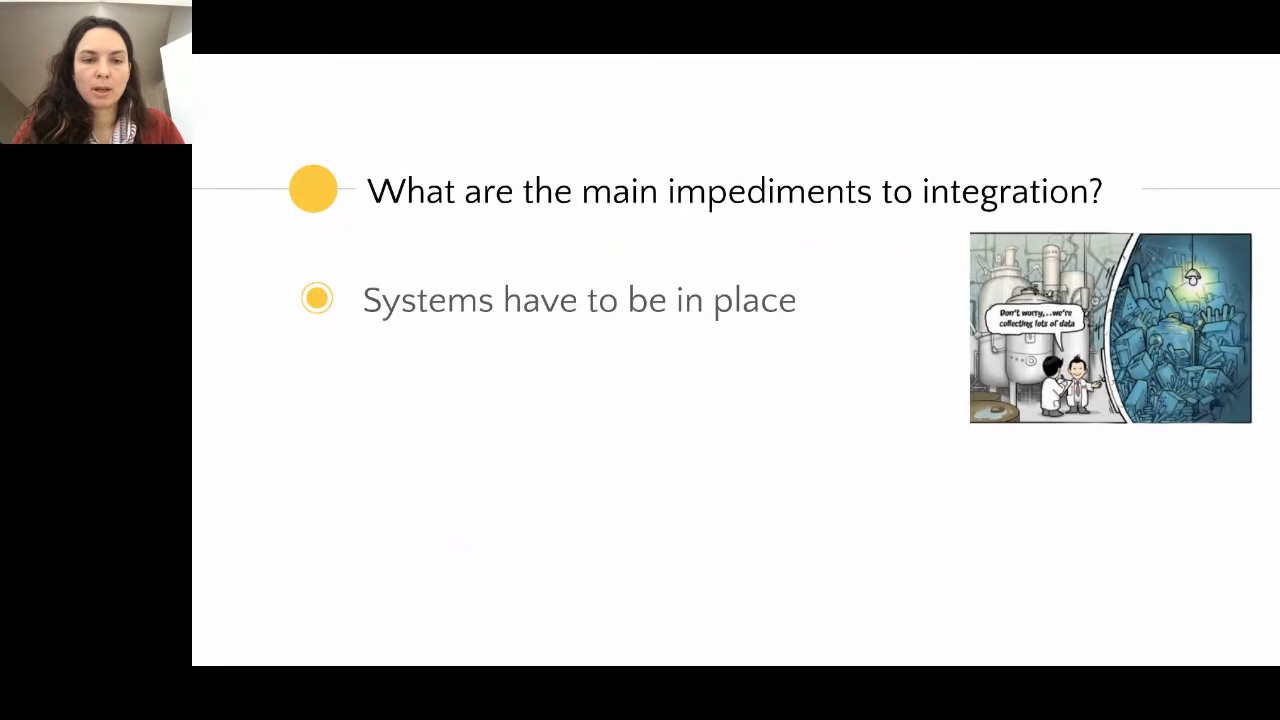 What are the main impediments to integration?
Systems have to be in place
Don't worry,...we're
collecting lots of data